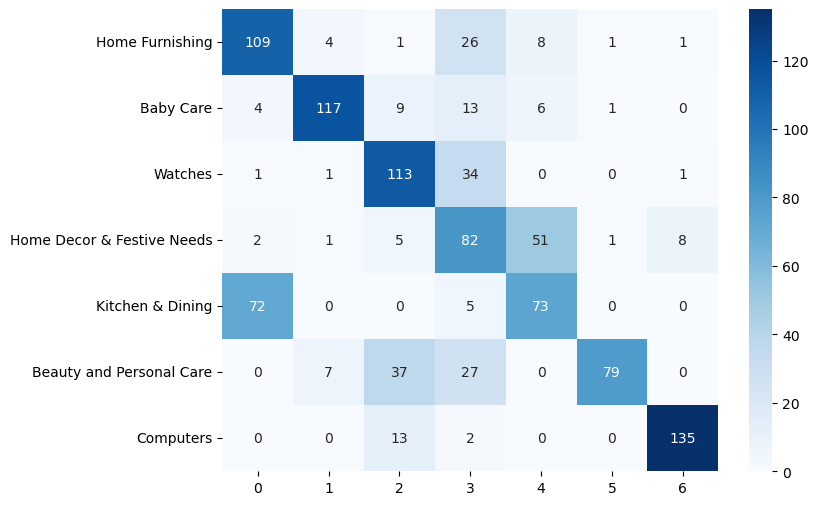 Home Furnishing 109 4 1 26 8 1 1
Baby Care 4 117 9 13 6 1 0
Watches 1 1 113 34 0 0 1
Home Decor & Festive Needs 2 1 5 82 51 1 8
Kitchen & Dining 72 0 0 5 73 0 0
Beauty and Personal Care 0 7 37 27 0 79 0
Computers 0 0 13 2 0 0 135
0 1 2 3 4 5 6
120
100
80
60
40
20
0